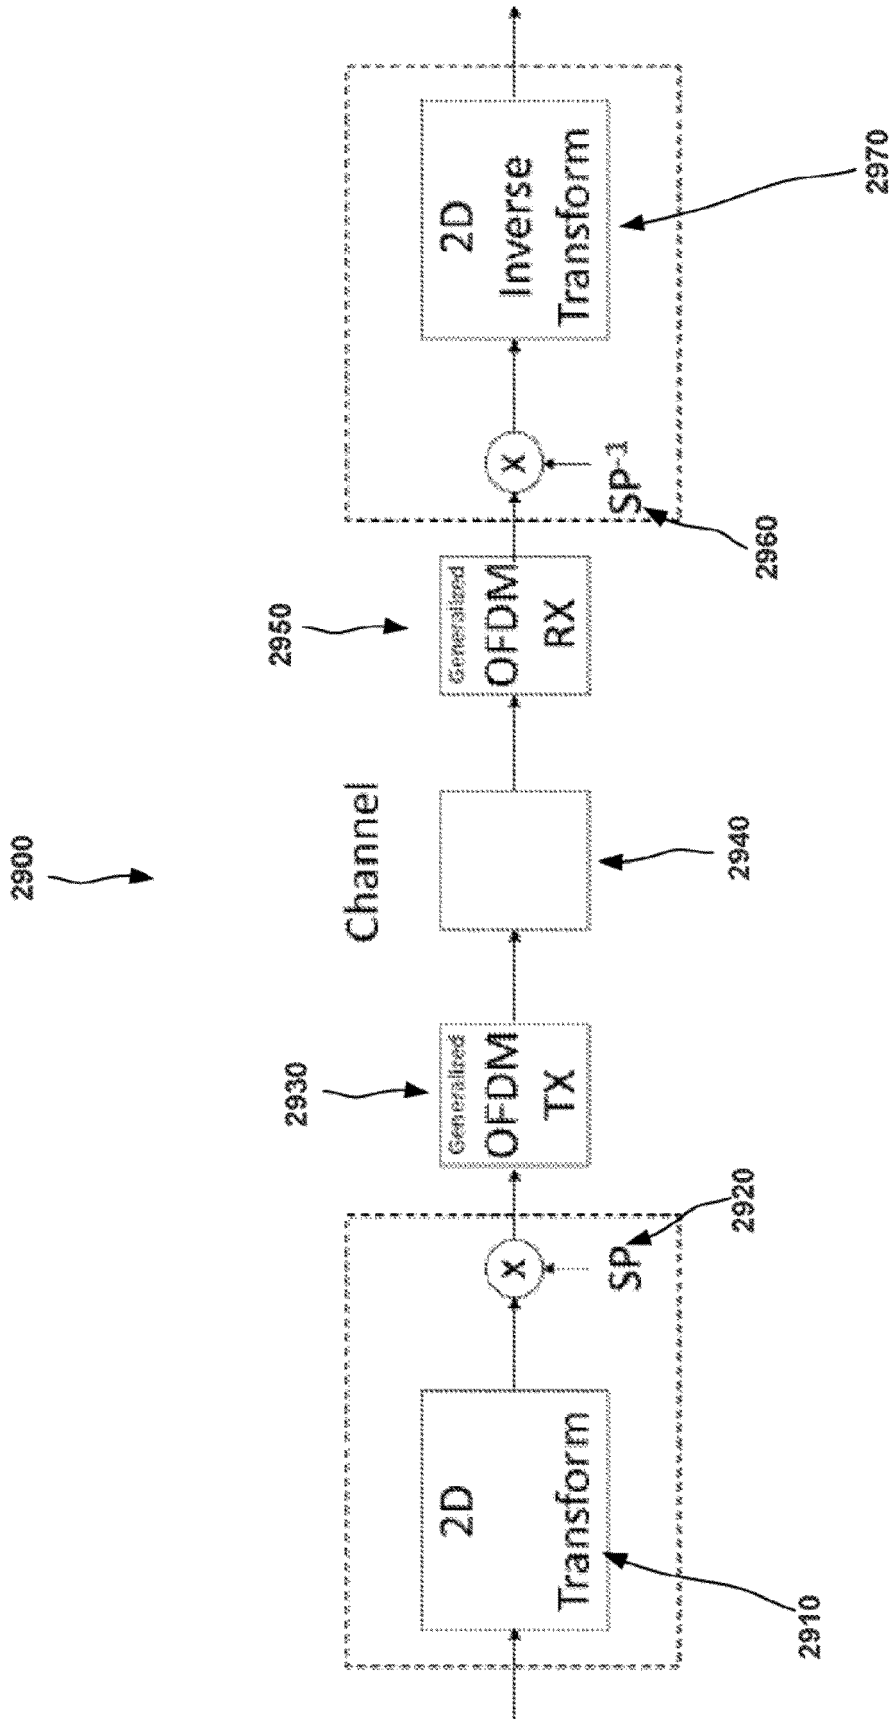 2900
2D
Transform
2910
X
SP
2920
Generalized
OFDM
TX
2930
Channel
2940
Generalized
OFDM
RX
2950
X
SP-1
2960
2D
Inverse
Transform
2970